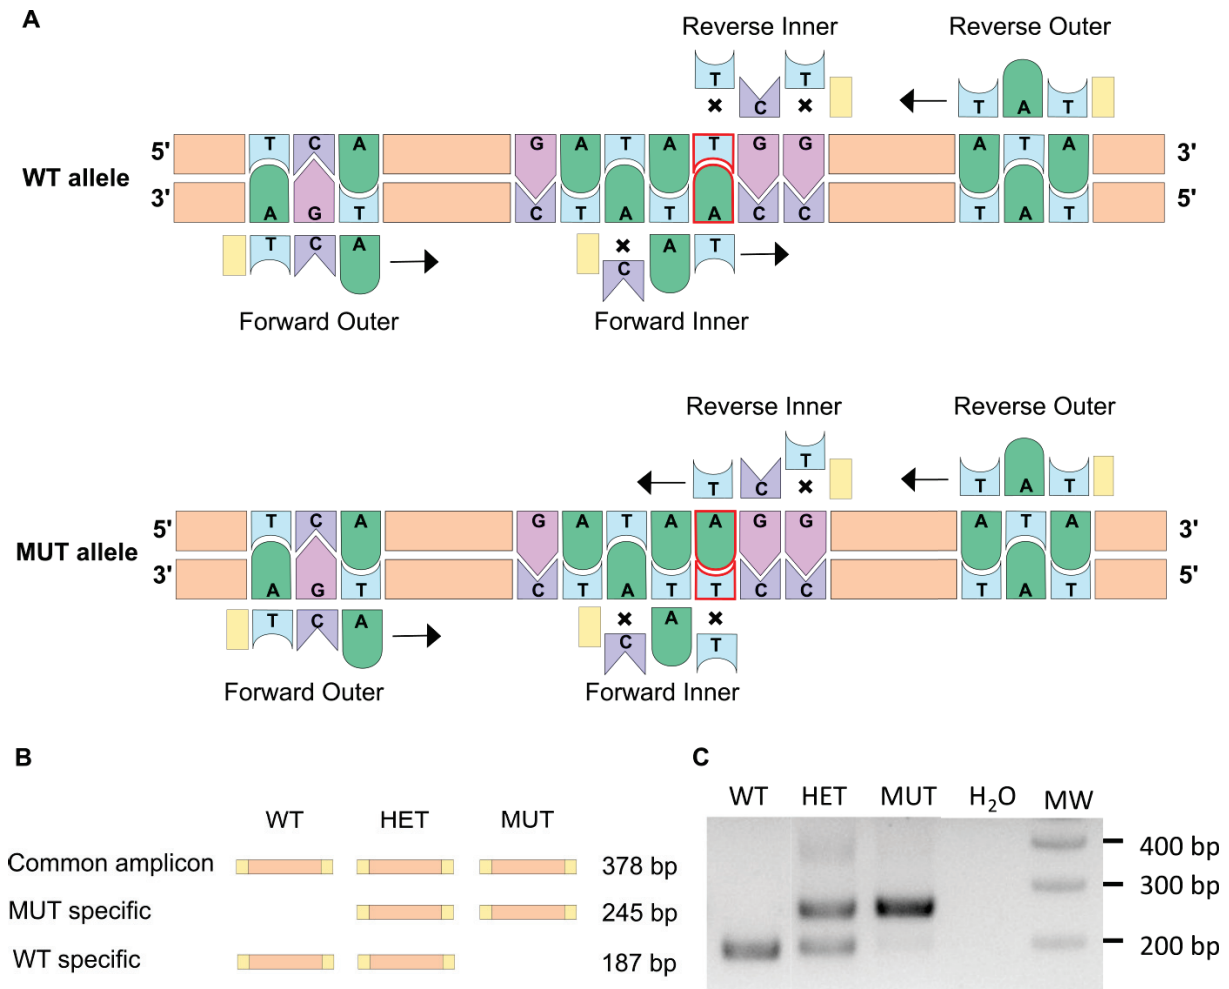 A
Reverse Inner Reverse Outer
T T
C T A T
5' T C A G A T A T G G A T A 3'
WT allele
3' A G T C T A T A C C T A T 5'
T C A A T
C
Forward Outer Forward Inner
Reverse Inner Reverse Outer
T
T C T A T
5' T C A G A T A A G G A T A 3'
MUT allele
3' A G T C T A T T C C T A T 5'
T C A A
C T
Forward Outer Forward Inner
B
WT HET MUT
Common amplicon 378 bp
MUT specific 245 bp
WT specific 187 bp
C
WT HET MUT H₂O MW
400 bp
300 bp
200 bp